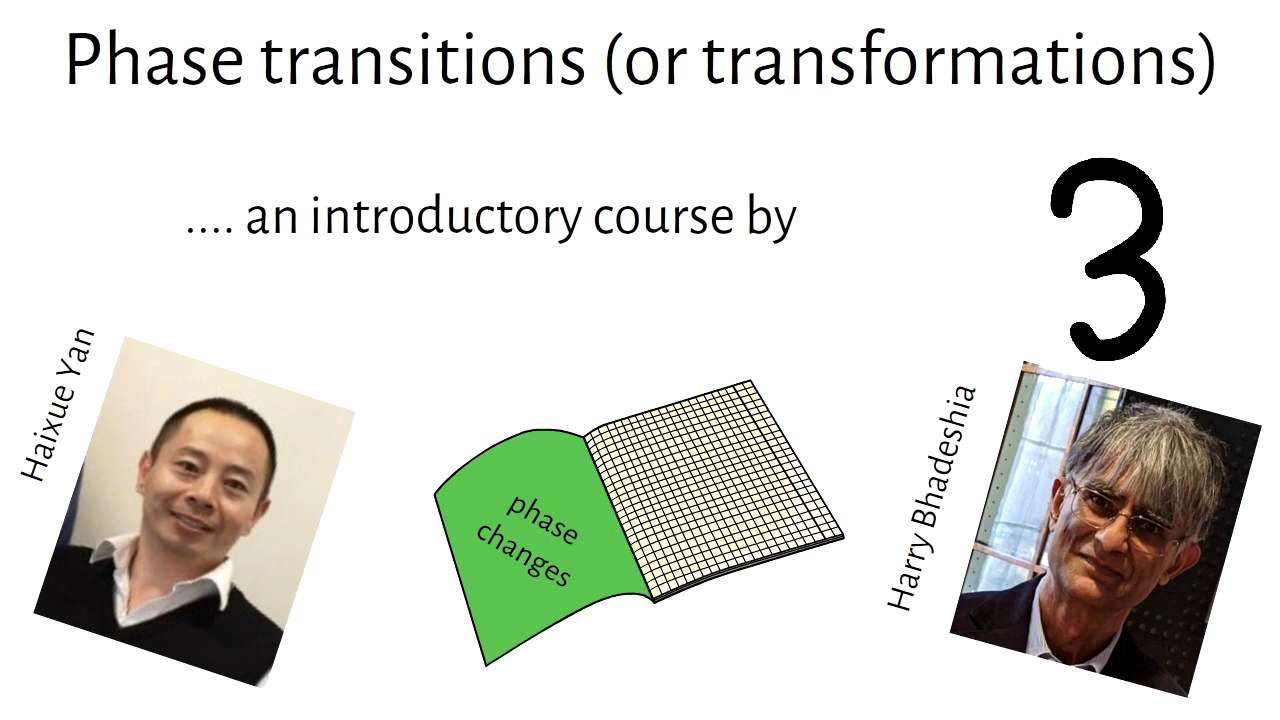 Phase transitions (or transformations)
.... an introductory course by
3
Haixue Yan
phase
changes
Harry Bhadeshia